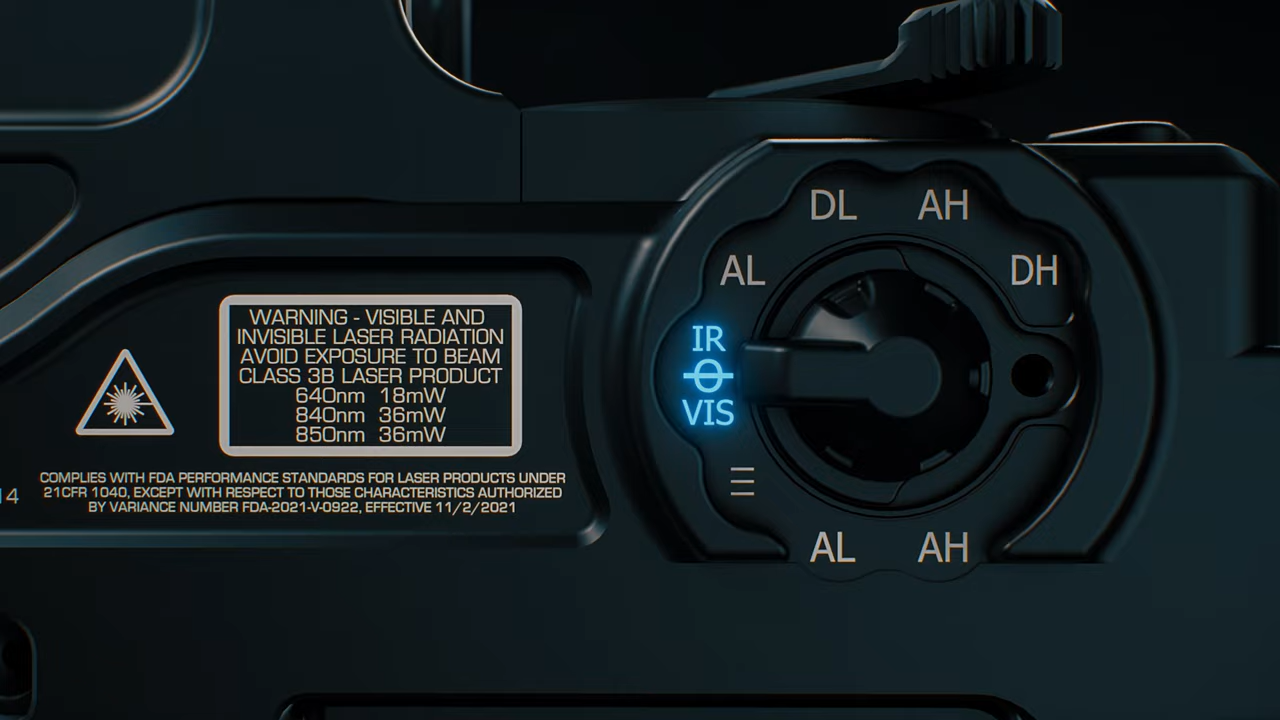 DL AH
AL DH
WARNING - VISIBLE AND
INVISIBLE LASER RADIATION
AVOID EXPOSURE TO BEAM
CLASS 3B LASER PRODUCT
640nm 18mW
840nm 36mW
850nm 36mW
IR
VIS
COMPLIES WITH FDA PERFORMANCE STANDARDS FOR LASER PRODUCTS UNDER
21CFR 1040, EXCEPT WITH RESPECT TO THOSE CHARACTERISTICS AUTHORIZED
BY VARIANCE NUMBER FDA-2021-V-0922, EFFECTIVE 11/2/2021
14
AL AH